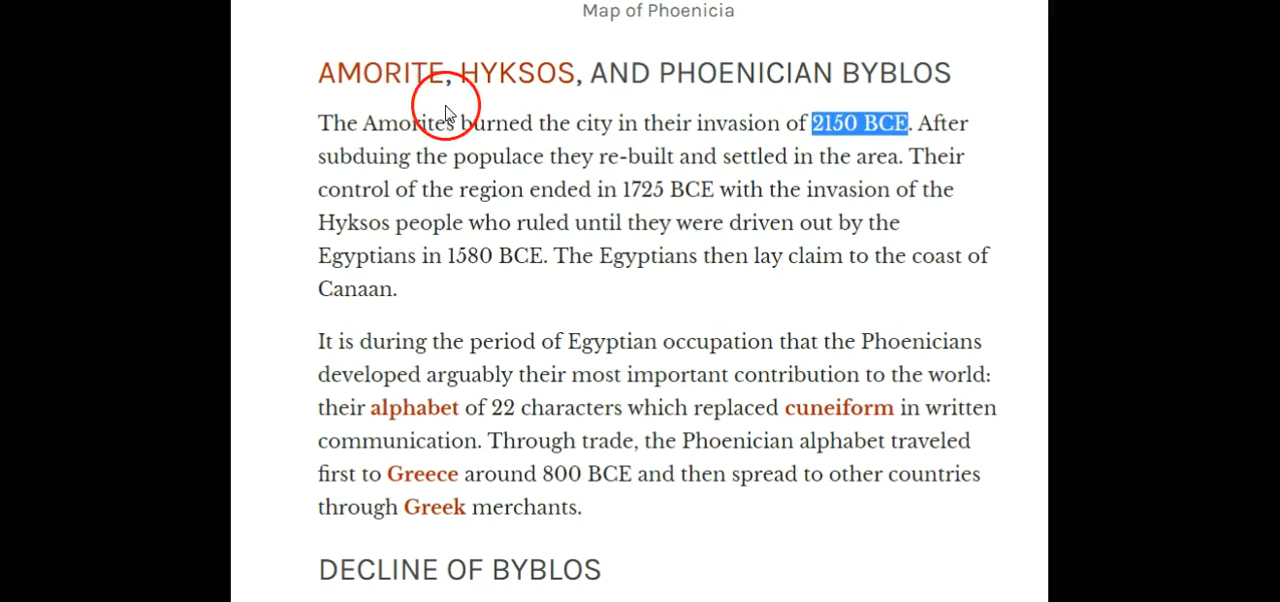 Map of Phoenicia
AMORITE, HYKSOS, AND PHOENICIAN BYBLOS
The Amorites burned the city in their invasion of 2150 BCE. After
subduing the populace they re-built and settled in the area. Their
control of the region ended in 1725 BCE with the invasion of the
Hyksos people who ruled until they were driven out by the
Egyptians in 1580 BCE. The Egyptians then lay claim to the coast of
Canaan.
It is during the period of Egyptian occupation that the Phoenicians
developed arguably their most important contribution to the world:
their alphabet of 22 characters which replaced cuneiform in written
communication. Through trade, the Phoenician alphabet traveled
first to Greece around 800 BCE and then spread to other countries
through Greek merchants.
DECLINE OF BYBLOS